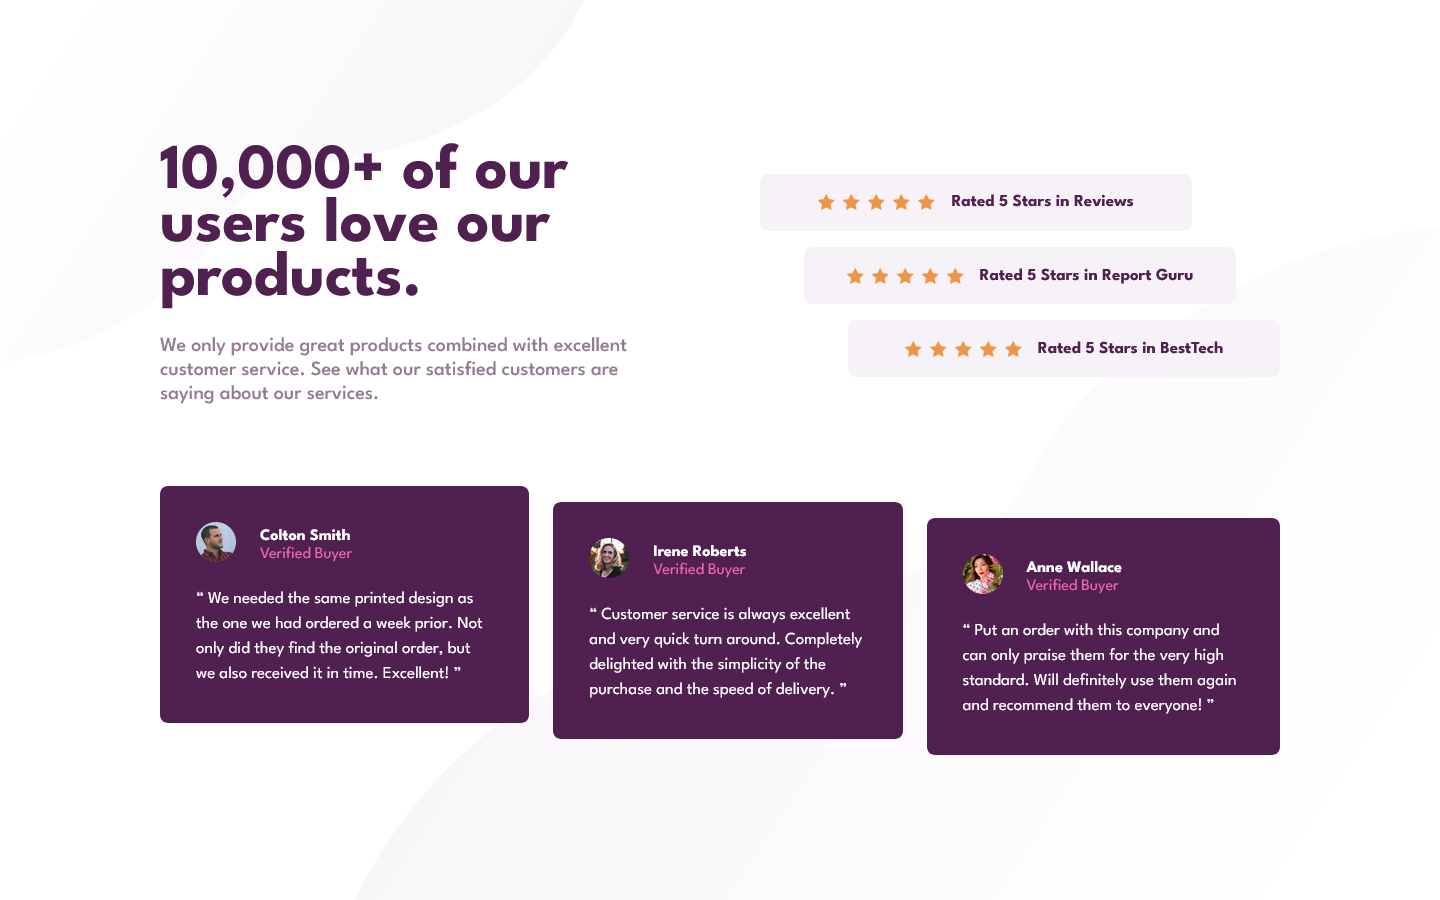 10,000+ of our
users love our
products.
We only provide great products combined with excellent
customer service. See what our satisfied customers are
saying about our services.
Rated 5 Stars in Reviews
Rated 5 Stars in Report Guru
Rated 5 Stars in BestTech
Colton Smith
Verified Buyer
“ We needed the same printed design as
the one we had ordered a week prior. Not
only did they find the original order, but
we also received it in time. Excellent! ”
Irene Roberts
Verified Buyer
“ Customer service is always excellent
and very quick turn around. Completely
delighted with the simplicity of the
purchase and the speed of delivery. ”
Anne Wallace
Verified Buyer
“ Put an order with this company and
can only praise them for the very high
standard. Will definitely use them again
and recommend them to everyone! ”